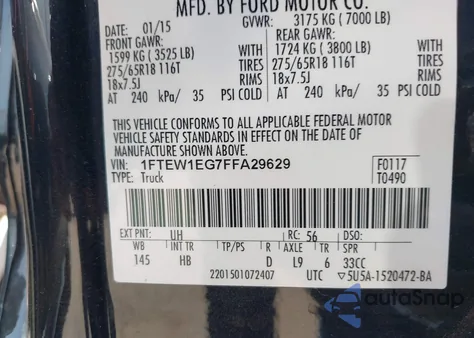 MFD. BY FORD MOTOR CO.
DATE: 01/15 GVWR: 3175 KG ( 7000 LB)
FRONT GAWR: REAR GAWR:
1599 KG ( 3525 LB) 1724 KG ( 3800 LB)
275/65R18 116T TIRES 275/65R18 116T TIRES
18x7.5J RIMS 18x7.5J RIMS
AT 240 kPa/ 35 PSI COLD AT 240 kPa/ 35 PSI COLD
THIS VEHICLE CONFORMS TO ALL APPLICABLE FEDERAL MOTOR
VEHICLE SAFETY STANDARDS IN EFFECT ON THE DATE OF
MANUFACTURE SHOWN ABOVE.
VIN: 1FTEW1EG7FFA29629 F0117
TYPE: Truck T0490
EXT PNT: UH RC: 56 DSO:
WB INT TR TP/PS R AXLE TR SPR
145 HB D L9 6 33CC
2201501072407 UTC ▽5U5A-1520472-BA
autoSnap